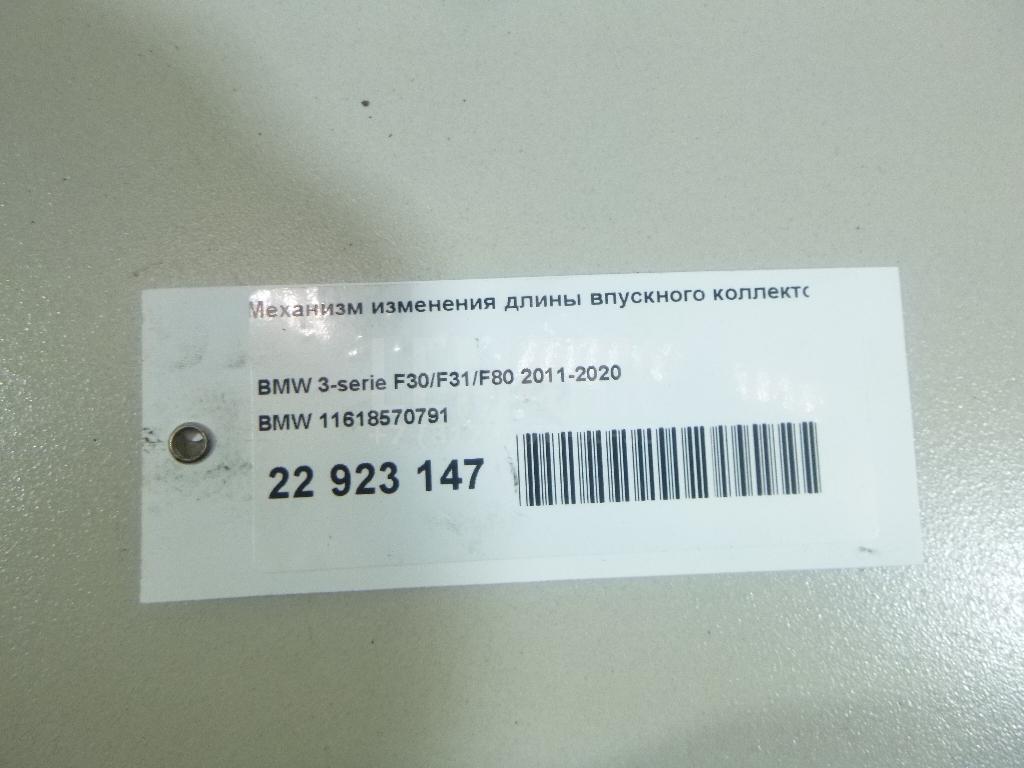 Механизм изменения длины впускного коллекто
BMW 3-serie F30/F31/F80 2011-2020
BMW 11618570791
22 923 147